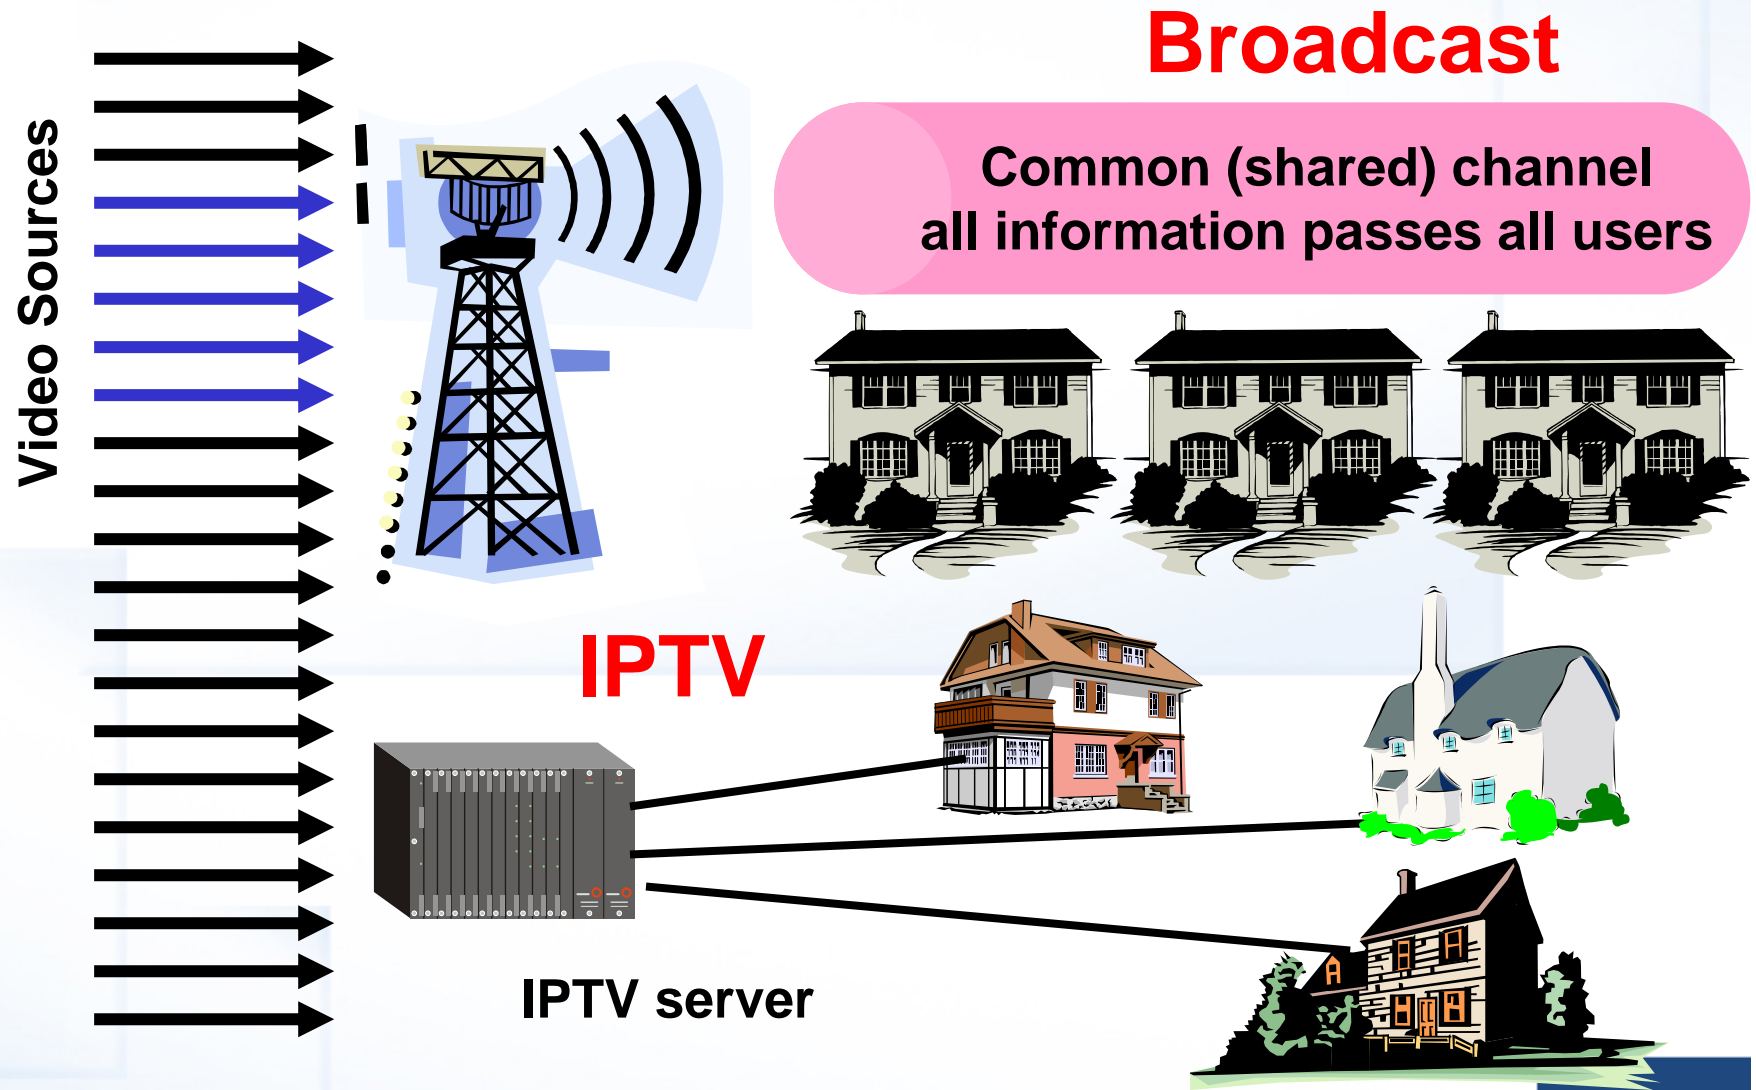 Broadcast
Video Sources
Common (shared) channel
all information passes all users
IPTV
IPTV server